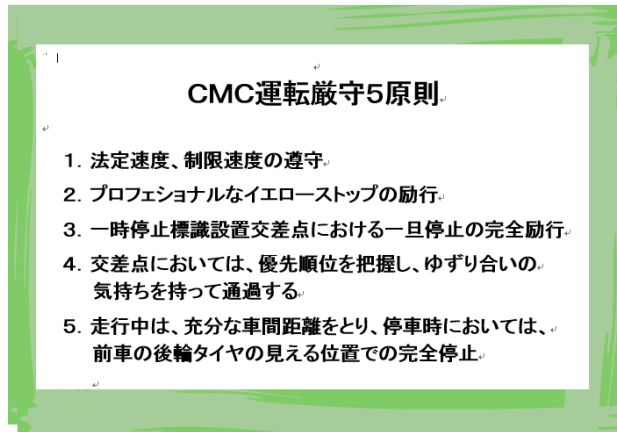 CMC運転厳守5原則
1. 法定速度、制限速度の遵守
2. プロフェショナルなイエローストップの励行
3. 一時停止標識設置交差点における一旦停止の完全励行
4. 交差点においては、優先順位を把握し、ゆずり合いの
気持ちを持って通過する
5. 走行中は、充分な車間距離をとり、停車時においては、
前車の後輪タイヤの見える位置での完全停止